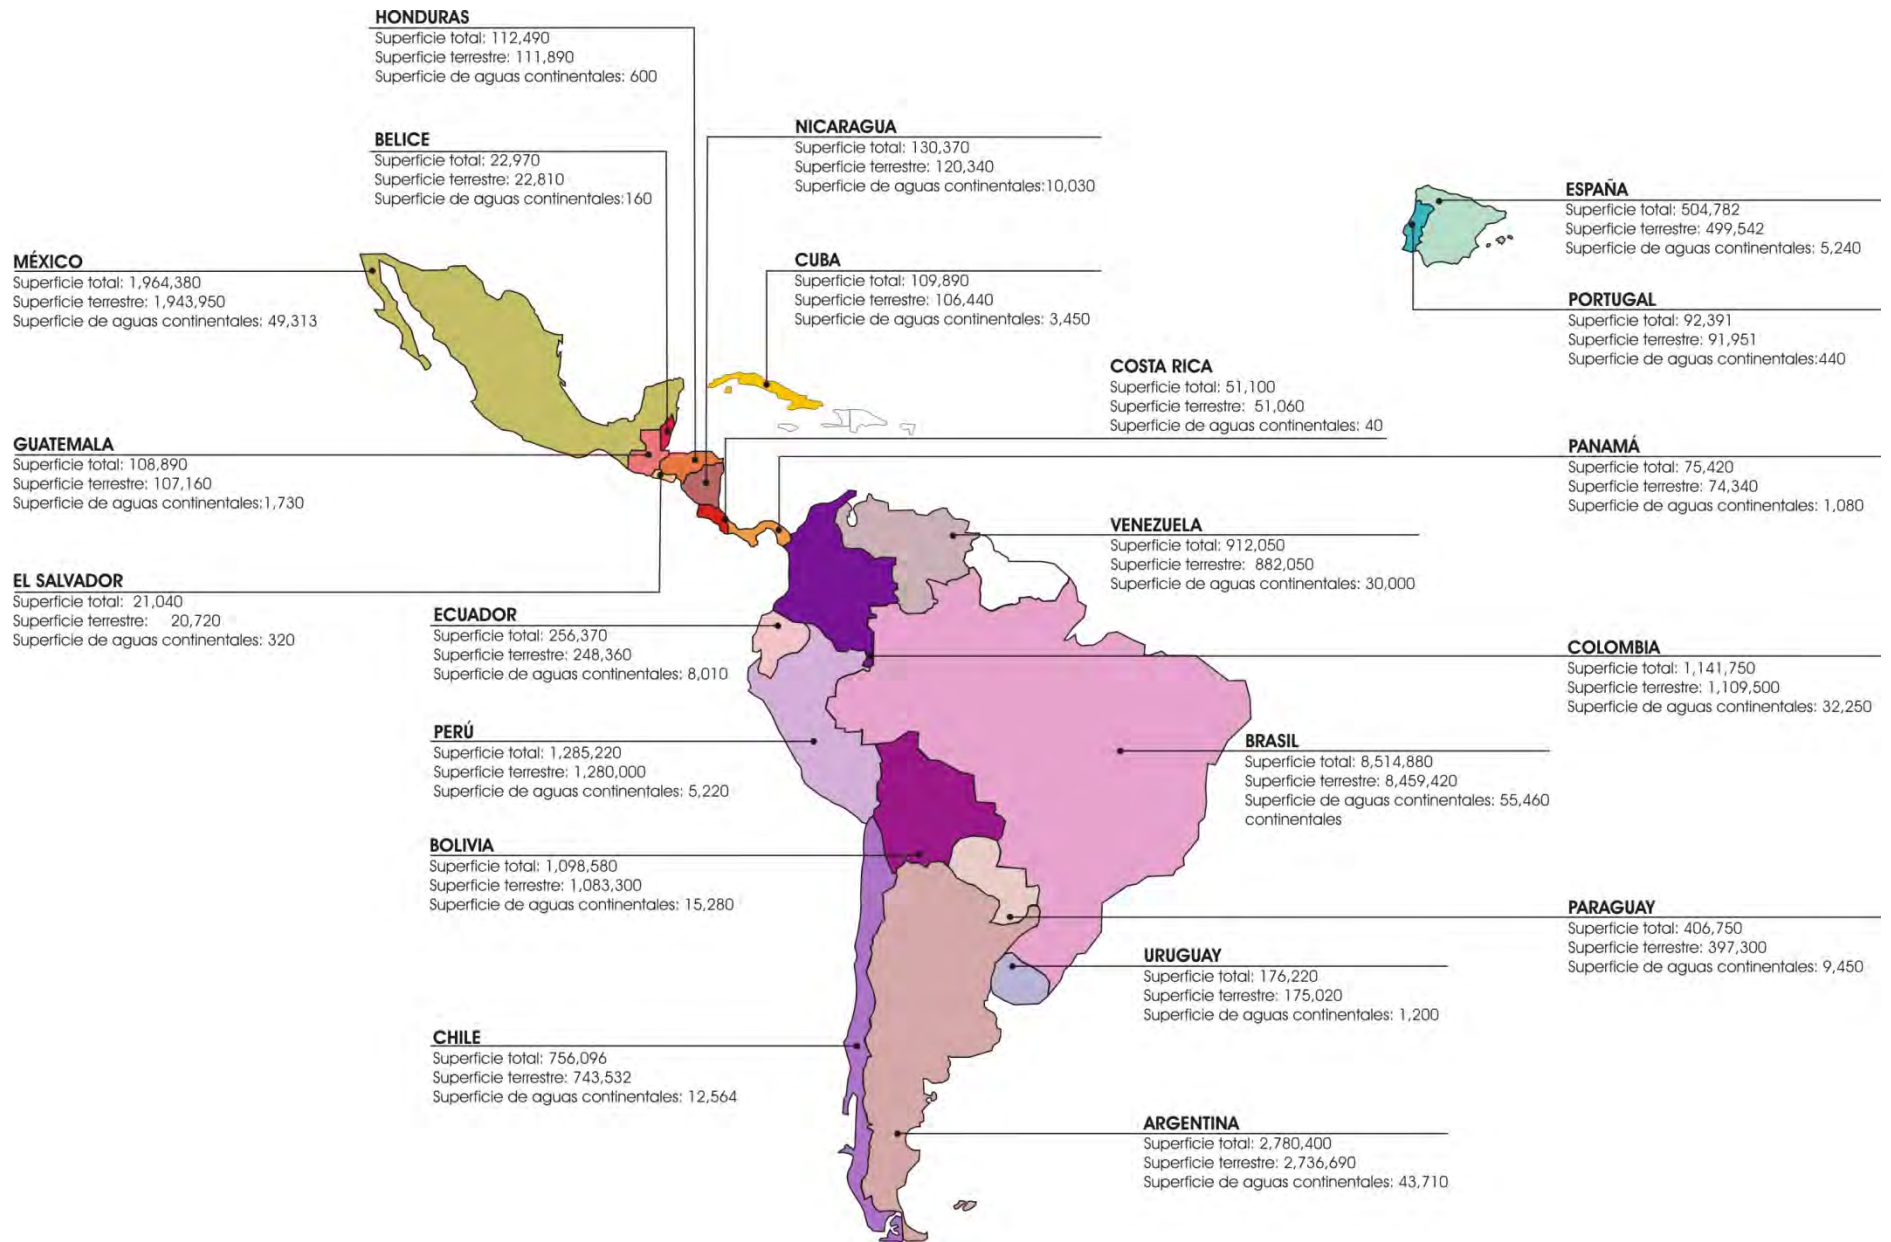 HONDURAS
Superficie total: 112,490
Superficie terrestre: 111,890
Superficie de aguas continentales: 600
BELICE
Superficie total: 22,970
Superficie terrestre: 22,810
Superficie de aguas continentales:160
NICARAGUA
Superficie total: 130,370
Superficie terrestre: 120,340
Superficie de aguas continentales:10,030
ESPAÑA
Superficie total: 504,782
Superficie terrestre: 499,542
Superficie de aguas continentales: 5,240
MÉXICO
Superficie total: 1,964,380
Superficie terrestre: 1,943,950
Superficie de aguas continentales: 49,313
CUBA
Superficie total: 109,890
Superficie terrestre: 106,440
Superficie de aguas continentales: 3,450
PORTUGAL
Superficie total: 92,391
Superficie terrestre: 91,951
Superficie de aguas continentales:440
COSTA RICA
Superficie total: 51,100
Superficie terrestre: 51,060
Superficie de aguas continentales: 40
GUATEMALA
Superficie total: 108,890
Superficie terrestre: 107,160
Superficie de aguas continentales:1,730
PANAMÁ
Superficie total: 75,420
Superficie terrestre: 74,340
Superficie de aguas continentales: 1,080
VENEZUELA
Superficie total: 912,050
Superficie terrestre: 882,050
Superficie de aguas continentales: 30,000
EL SALVADOR
Superficie total: 21,040
Superficie terrestre: 20,720
Superficie de aguas continentales: 320
ECUADOR
Superficie total: 256,370
Superficie terrestre: 248,360
Superficie de aguas continentales: 8,010
COLOMBIA
Superficie total: 1,141,750
Superficie terrestre: 1,109,500
Superficie de aguas continentales: 32,250
PERÚ
Superficie total: 1,285,220
Superficie terrestre: 1,280,000
Superficie de aguas continentales: 5,220
BRASIL
Superficie total: 8,514,880
Superficie terrestre: 8,459,420
Superficie de aguas continentales: 55,460
continentales
BOLIVIA
Superficie total: 1,098,580
Superficie terrestre: 1,083,300
Superficie de aguas continentales: 15,280
PARAGUAY
Superficie total: 406,750
Superficie terrestre: 397,300
Superficie de aguas continentales: 9,450
URUGUAY
Superficie total: 176,220
Superficie terrestre: 175,020
Superficie de aguas continentales: 1,200
CHILE
Superficie total: 756,096
Superficie terrestre: 743,532
Superficie de aguas continentales: 12,564
ARGENTINA
Superficie total: 2,780,400
Superficie terrestre: 2,736,690
Superficie de aguas continentales: 43,710